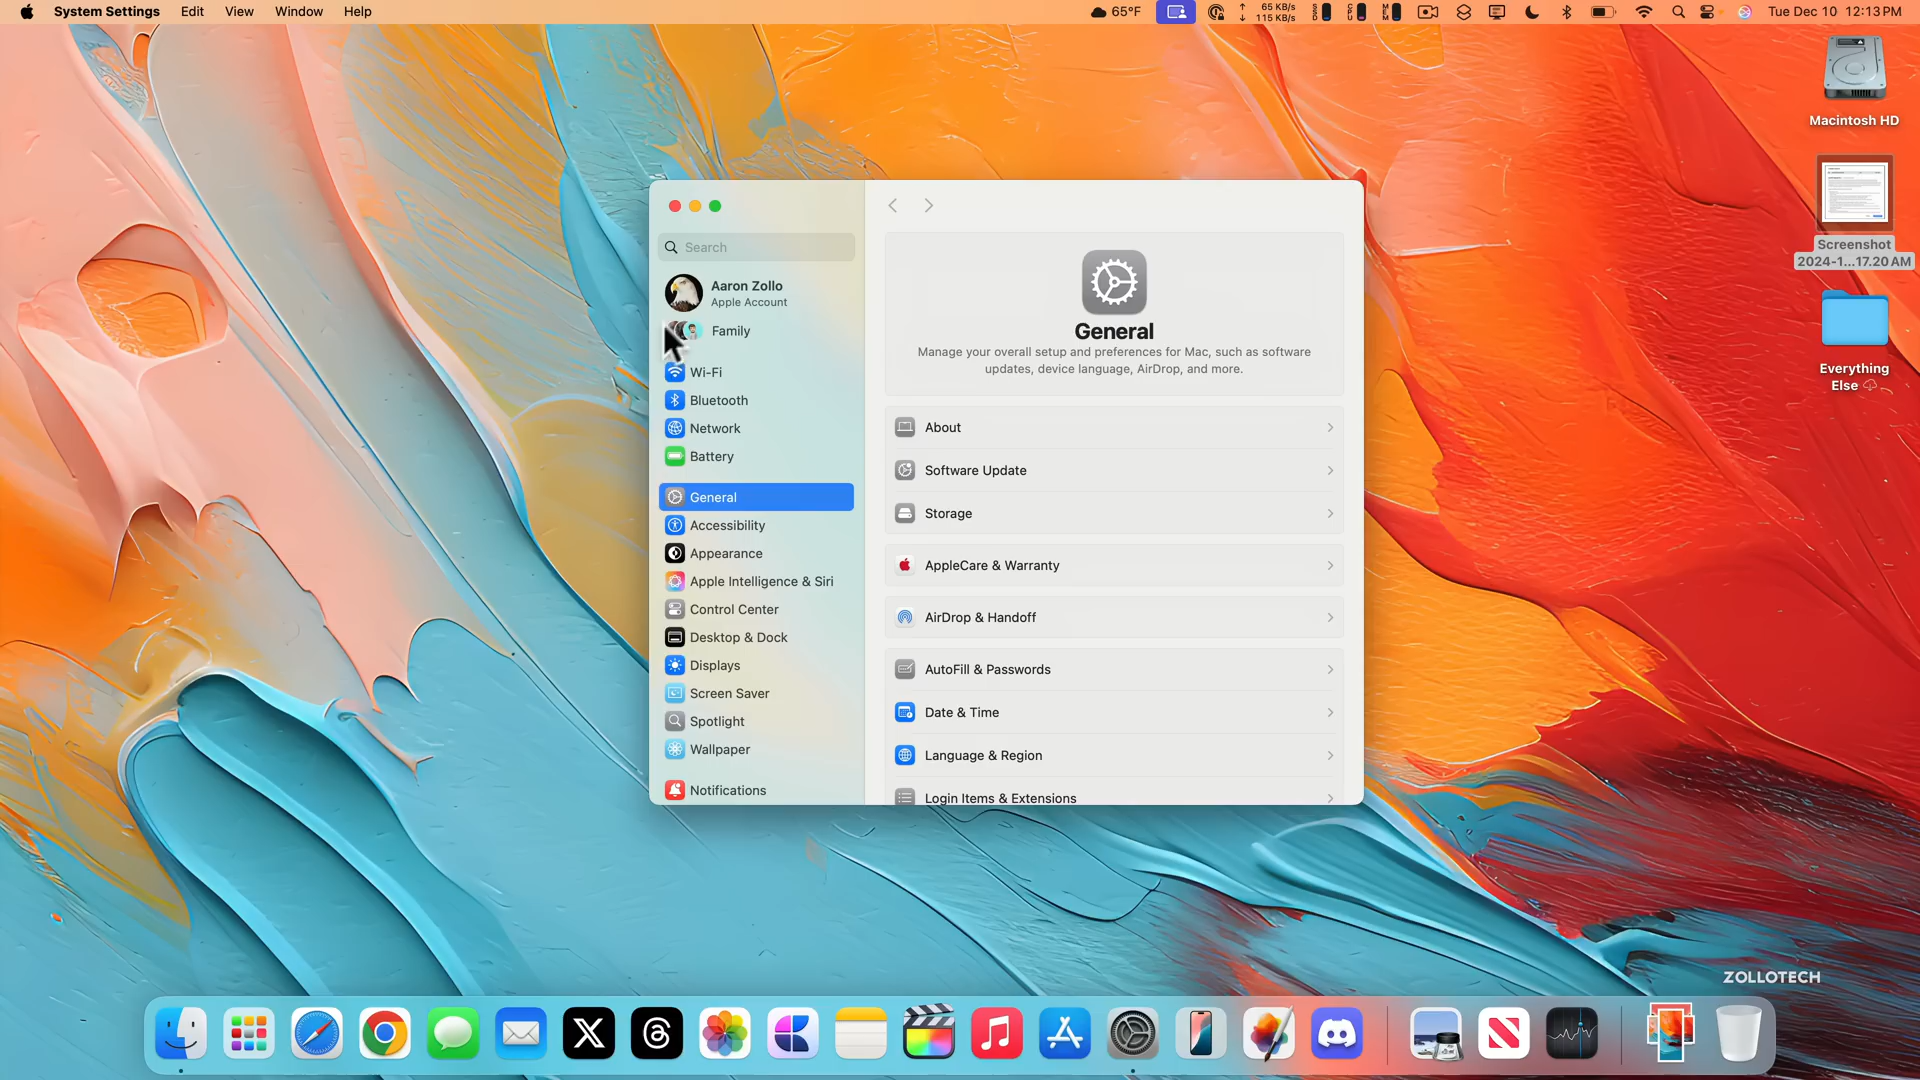 System Settings Edit View Window Help
65°F
65 KB/s
115 KB/s
Tue Dec 10 12:13 PM
Macintosh HD
Screenshot
2024-1...17.20 AM
Everything
Else
Search
Aaron Zollo
Apple Account
Family
Wi-Fi
Bluetooth
Network
Battery
General
Accessibility
Appearance
Apple Intelligence & Siri
Control Center
Desktop & Dock
Displays
Screen Saver
Spotlight
Wallpaper
Notifications
General
Manage your overall setup and preferences for Mac, such as software
updates, device language, AirDrop, and more.
About
Software Update
Storage
AppleCare & Warranty
AirDrop & Handoff
AutoFill & Passwords
Date & Time
Language & Region
Login Items & Extensions
ZOLLOTECH